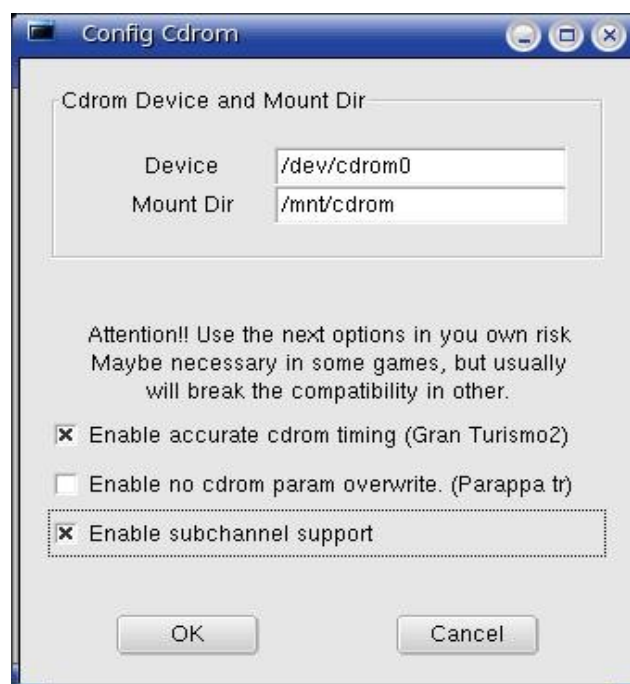 Config Cdrom
Cdrom Device and Mount Dir
Device /dev/cdrom0
Mount Dir /mnt/cdrom
Attention!! Use the next options in you own risk
Maybe necessary in some games, but usually
will break the compatibility in other.
Enable accurate cdrom timing (Gran Turismo2)
Enable no cdrom param overwrite. (Parappa tr)
Enable subchannel support
OK Cancel